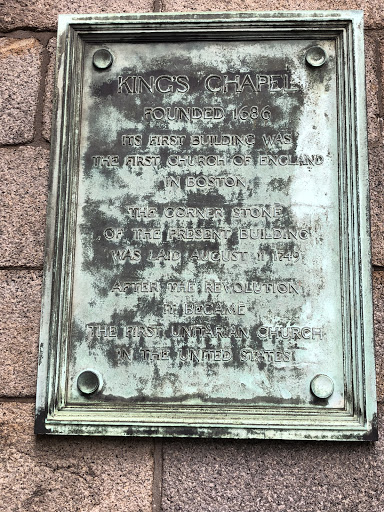 KING'S CHAPEL
FOUNDED 1686
ITS FIRST BUILDING WAS
THE FIRST CHURCH OF ENGLAND
IN BOSTON
THE CORNER STONE
OF THE PRESENT BUILDING
WAS LAID AUGUST 11 1749
AFTER THE REVOLUTION,
IT BECAME
THE FIRST UNITARIAN CHURCH
IN THE UNITED STATES